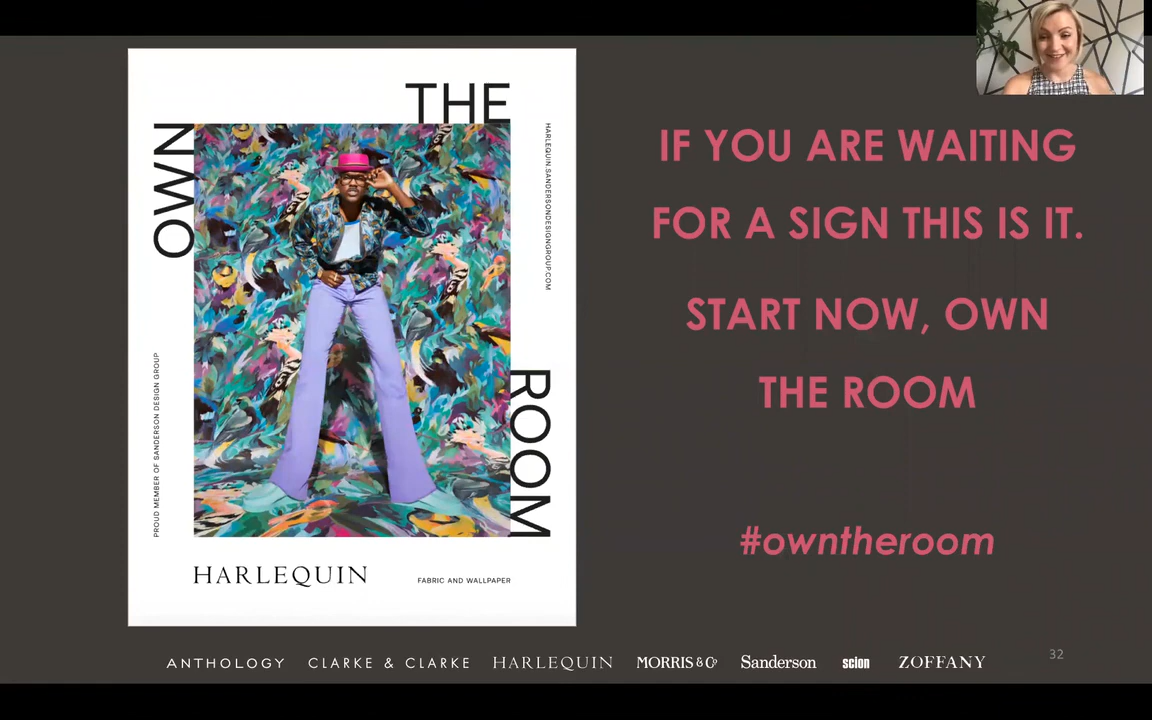 OWN
THE
ROOM
HARLEQUIN.SANDERSONDESIGNGROUP.COM
PROUD MEMBER OF SANDERSON DESIGN GROUP
HARLEQUIN
FABRIC AND WALLPAPER
IF YOU ARE WAITING
FOR A SIGN THIS IS IT.
START NOW, OWN
THE ROOM
#owntheroom
ANTHOLOGY CLARKE & CLARKE HARLEQUIN MORRIS & Co Sanderson scion ZOFFANY
32